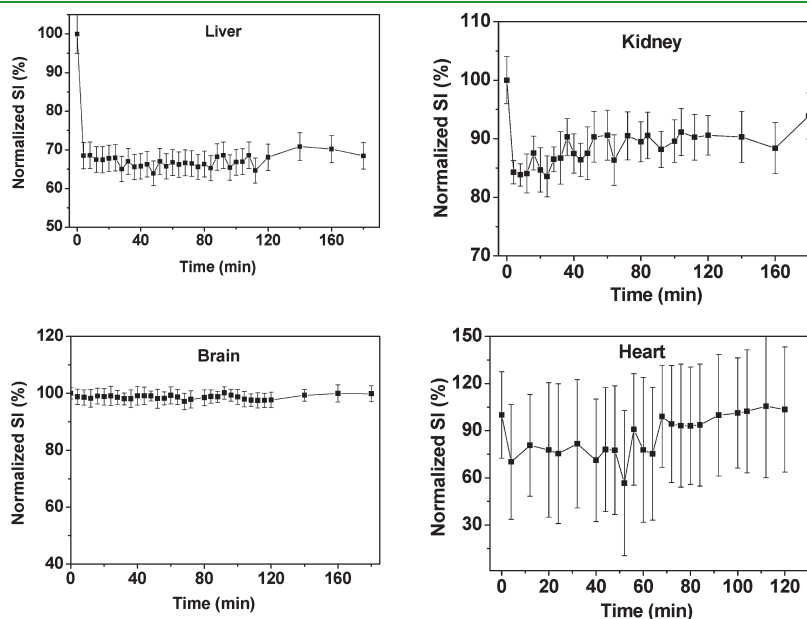 Liver
Normalized SI (%)
100
90
80
70
60
50
0 40 80 120 160
Time (min)
Kidney
Normalized SI (%)
110
100
90
80
70
0 40 80 120 160
Time (min)
Brain
Normalized SI (%)
120
100
80
60
40
0 40 80 120 160
Time (min)
Heart
Normalized SI (%)
150
120
90
60
30
0 20 40 60 80 100 120
Time (min)